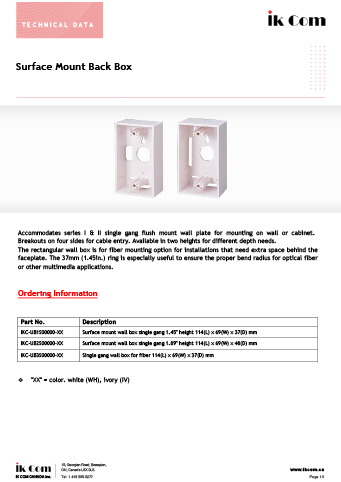 TECHNICAL DATA
ik Com
Surface Mount Back Box
Accommodates series I & II single gang flush mount wall plate for mounting on wall or cabinet.
Breakouts on four sides for cable entry. Available in two heights for different depth needs.
The rectangular wall box is for fiber mounting option for installations that need extra space behind the
faceplate. The 37mm (1.45in.) ring is especially useful to ensure the proper bend radius for optical fiber
or other multimedia applications.
Ordering Information
Part No. Description
IKC-UB1500000-XX Surface mount wall box single gang 1.45" height 114(L) x 69(W) x 37(D) mm
IKC-UB2500000-XX Surface mount wall box single gang 1.89" height 114(L) x 69(W) x 48(D) mm
IKC-UB3500000-XX Single gang wall box for fiber 114(L) x 69(W) x 37(D) mm
❖ "XX" = color. white (WH), ivory (IV)
ik Com
IK COM CANADA Inc.
15, Georgian Road, Brampton,
ON, Canada
Tel:
www.ikcom.ca
Page 1/1